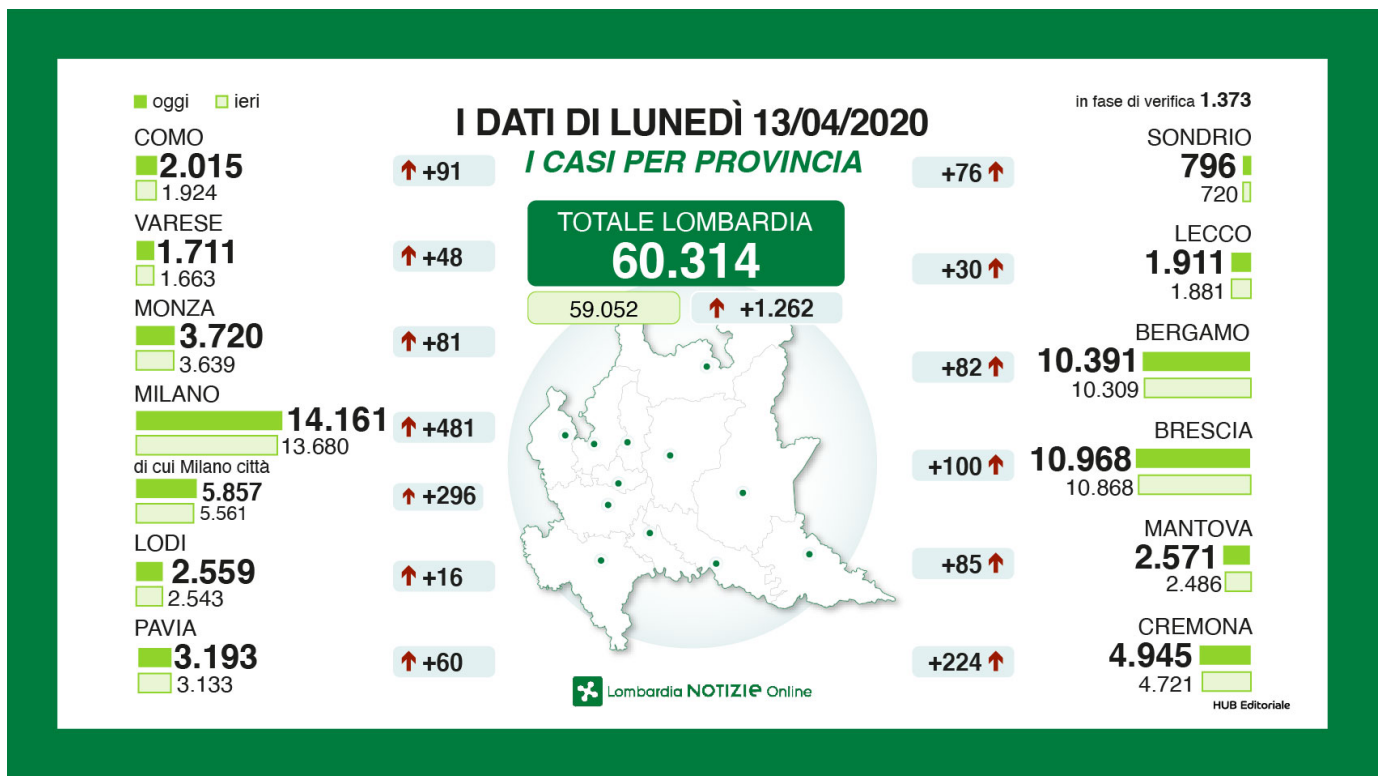 oggi ieri
I DATI DI LUNEDÌ 13/04/2020
I CASI PER PROVINCIA
in fase di verifica 1.373
TOTALE LOMBARDIA
60.314
59.052
+1.262
COMO
2.015
1.924
+91
VARESE
1.711
1.663
+48
MONZA
3.720
3.639
+81
MILANO
14.161
13.680
+481
di cui Milano città
5.857
5.561
+296
LODI
2.559
2.543
+16
PAVIA
3.193
3.133
+60
SONDRIO
+76
796
720
LECCO
+30
1.911
1.881
BERGAMO
+82
10.391
10.309
BRESCIA
+100
10.968
10.868
MANTOVA
+85
2.571
2.486
CREMONA
+224
4.945
4.721
Lombardia NOTIZIe Online
HUB Editoriale